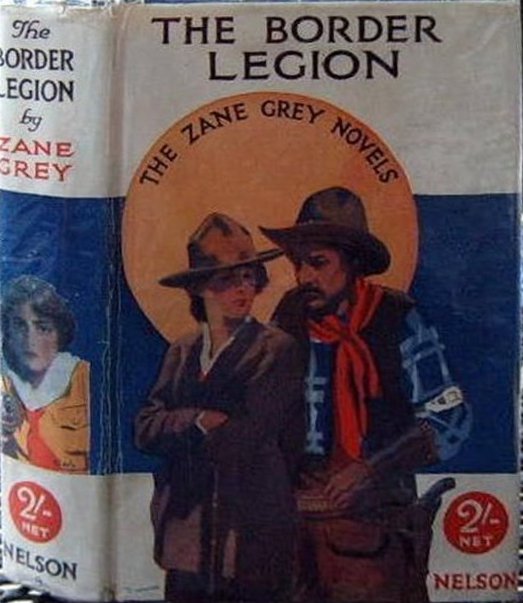 The
BORDER
LEGION
by
ZANE
GREY
2/-
NET
NELSON
THE BORDER
LEGION
THE ZANE GREY NOVELS
2/-
NET
NELSON